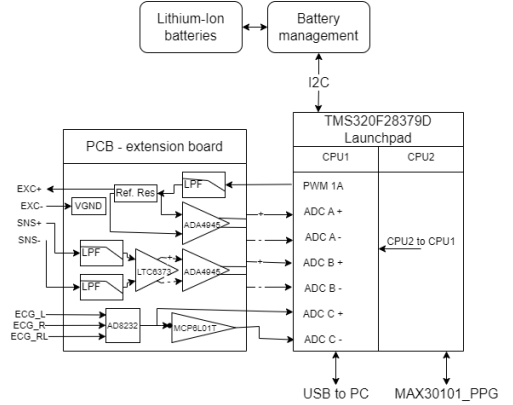 Lithium-Ion
batteries
Battery
management
I2C
TMS320F28379D
Launchpad
CPU1
CPU2
PCB - extension board
EXC+
Ref. Res
LPF
PWM 1A
EXC-
VGND
SNS+
ADA4945
+
ADC A +
SNS-
-
ADC A -
CPU2 to CPU1
LPF
LTC6373
+
-
ADA4945
+
ADC B +
LPF
-
ADC B -
ECG_L
ECG_R
ECG_RL
AD8232
MCP6L01T
ADC C +
ADC C -
USB to PC
MAX30101_PPG